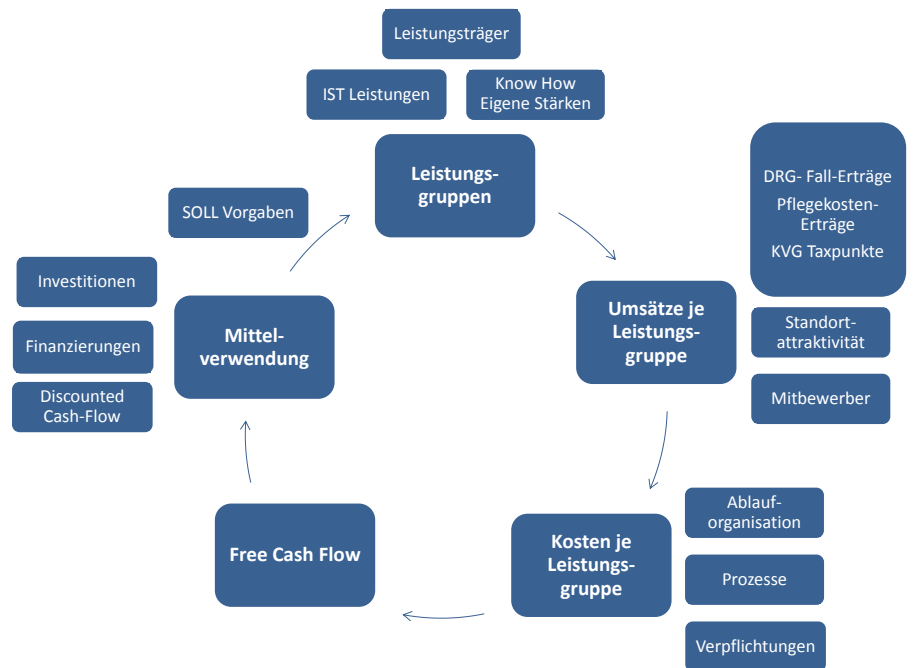 Leistungsträger
IST Leistungen
Know How
Eigene Stärken
Leistungs-
gruppen
SOLL Vorgaben
DRG- Fall-Erträge
Pflegekosten-
Erträge
KVG Taxpunkte
Investitionen
Finanzierungen
Discounted
Cash-Flow
Mittel-
verwendung
Umsätze je
Leistungs-
gruppe
Standort-
attraktivität
Mitbewerber
Free Cash Flow
Kosten je
Leistungs-
gruppe
Ablauf-
organisation
Prozesse
Verpflichtungen